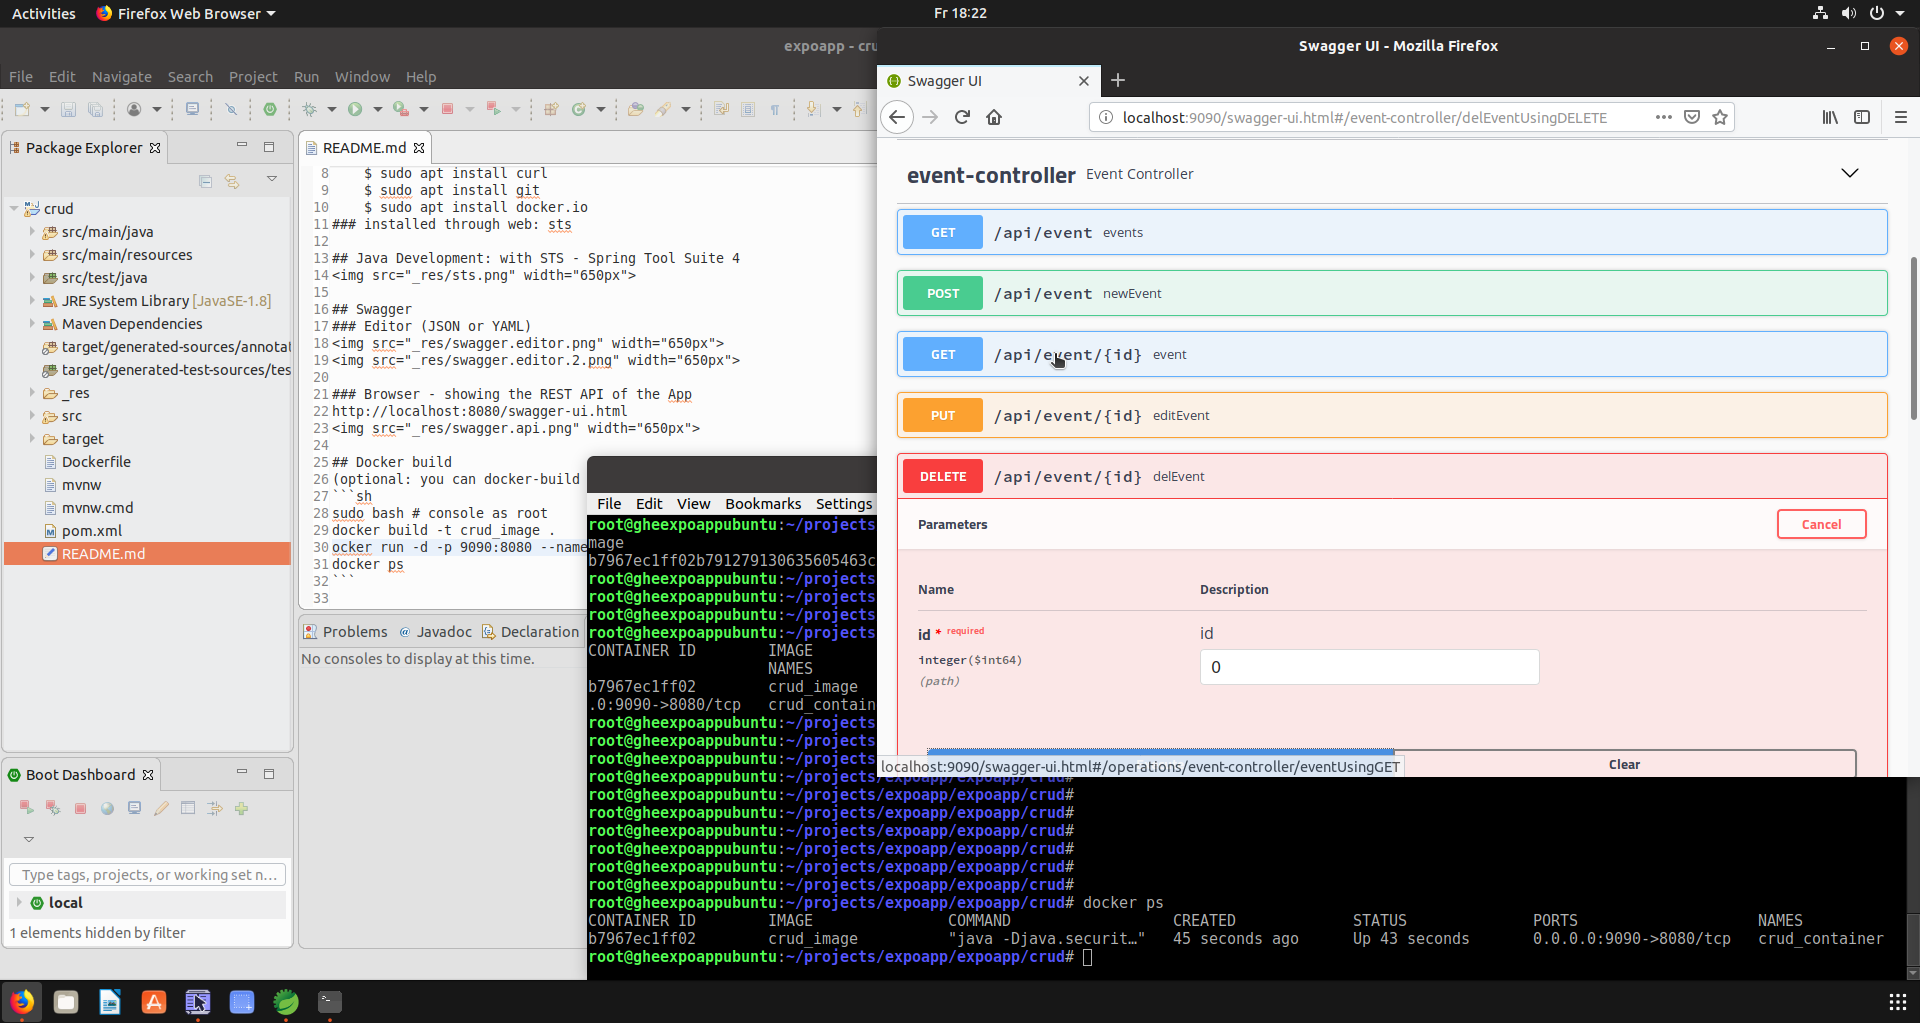 Activities Firefox Web Browser Fr 18:22
expoapp - cru
File Edit Navigate Search Project Run Window Help
Package Explorer
crud
src/main/java
src/main/resources
src/test/java
JRE System Library [JavaSE-1.8]
Maven Dependencies
target/generated-sources/annotat
target/generated-test-sources/tes
_res
src
target
Dockerfile
mvnw
mvnw.cmd
pom.xml
README.md
Boot Dashboard
Type tags, projects, or working set n...
local
1 elements hidden by filter
README.md
8 $ sudo apt install curl
9 $ sudo apt install git
10 $ sudo apt install docker.io
11 ### installed through web: sts
12
13 ## Java Development: with STS - Spring Tool Suite 4
14 <img src="_res/sts.png" width="650px">
15
16 ## Swagger
17 ### Editor (JSON or YAML)
18 <img src="_res/swagger.editor.png" width="650px">
19 <img src="_res/swagger.editor.2.png" width="650px">
20
21 ### Browser - showing the REST API of the App
22 http://localhost:8080/swagger-ui.html
23 <img src="_res/swagger.api.png" width="650px">
24
25 ## Docker build
26 (optional: you can docker-build
27 ```sh
28 sudo bash # console as root
29 docker build -t crud_image .
30 ocker run -d -p 9090:8080 --name
31 docker ps
32 ```
33
Problems @ Javadoc Declaration
No consoles to display at this time.
Swagger UI - Mozilla Firefox
Swagger UI
localhost:9090/swagger-ui.html#/event-controller/delEventUsingDELETE
event-controller Event Controller
GET /api/event events
POST /api/event newEvent
GET /api/event/{id} event
PUT /api/event/{id} editEvent
DELETE /api/event/{id} delEvent
Parameters Cancel
Name Description
id * required id
integer($int64) 0
(path)
Clear
localhost:9090/swagger-ui.html#/operations/event-controller/eventUsingGET
File Edit View Bookmarks Settings
root@gheexpoappubuntu:~/projects
mage
b7967ec1ff02b791279130635605463c
root@gheexpoappubuntu:~/projects
root@gheexpoappubuntu:~/projects
root@gheexpoappubuntu:~/projects
root@gheexpoappubuntu:~/projects
CONTAINER ID IMAGE
NAMES
b7967ec1ff02 crud_image
.0:9090->8080/tcp crud_contain
root@gheexpoappubuntu:~/projects
root@gheexpoappubuntu:~/projects
root@gheexpoappubuntu:~/projects
root@gheexpoappubuntu:~/projects/expoapp/expoapp/crud#
root@gheexpoappubuntu:~/projects/expoapp/expoapp/crud#
root@gheexpoappubuntu:~/projects/expoapp/expoapp/crud#
root@gheexpoappubuntu:~/projects/expoapp/expoapp/crud#
root@gheexpoappubuntu:~/projects/expoapp/expoapp/crud#
root@gheexpoappubuntu:~/projects/expoapp/expoapp/crud#
root@gheexpoappubuntu:~/projects/expoapp/expoapp/crud#
root@gheexpoappubuntu:~/projects/expoapp/expoapp/crud# docker ps
CONTAINER ID IMAGE COMMAND CREATED STATUS PORTS NAMES
b7967ec1ff02 crud_image "java -Djava.securit…" 45 seconds ago Up 43 seconds 0.0.0.0:9090->8080/tcp crud_container
root@gheexpoappubuntu:~/projects/expoapp/expoapp/crud#